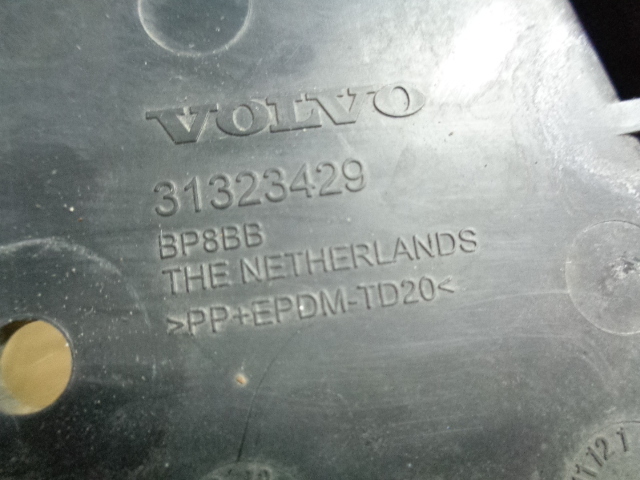 VOLVO
31323429
BP8BB
THE NETHERLANDS
>PP+EPDM-TD20<